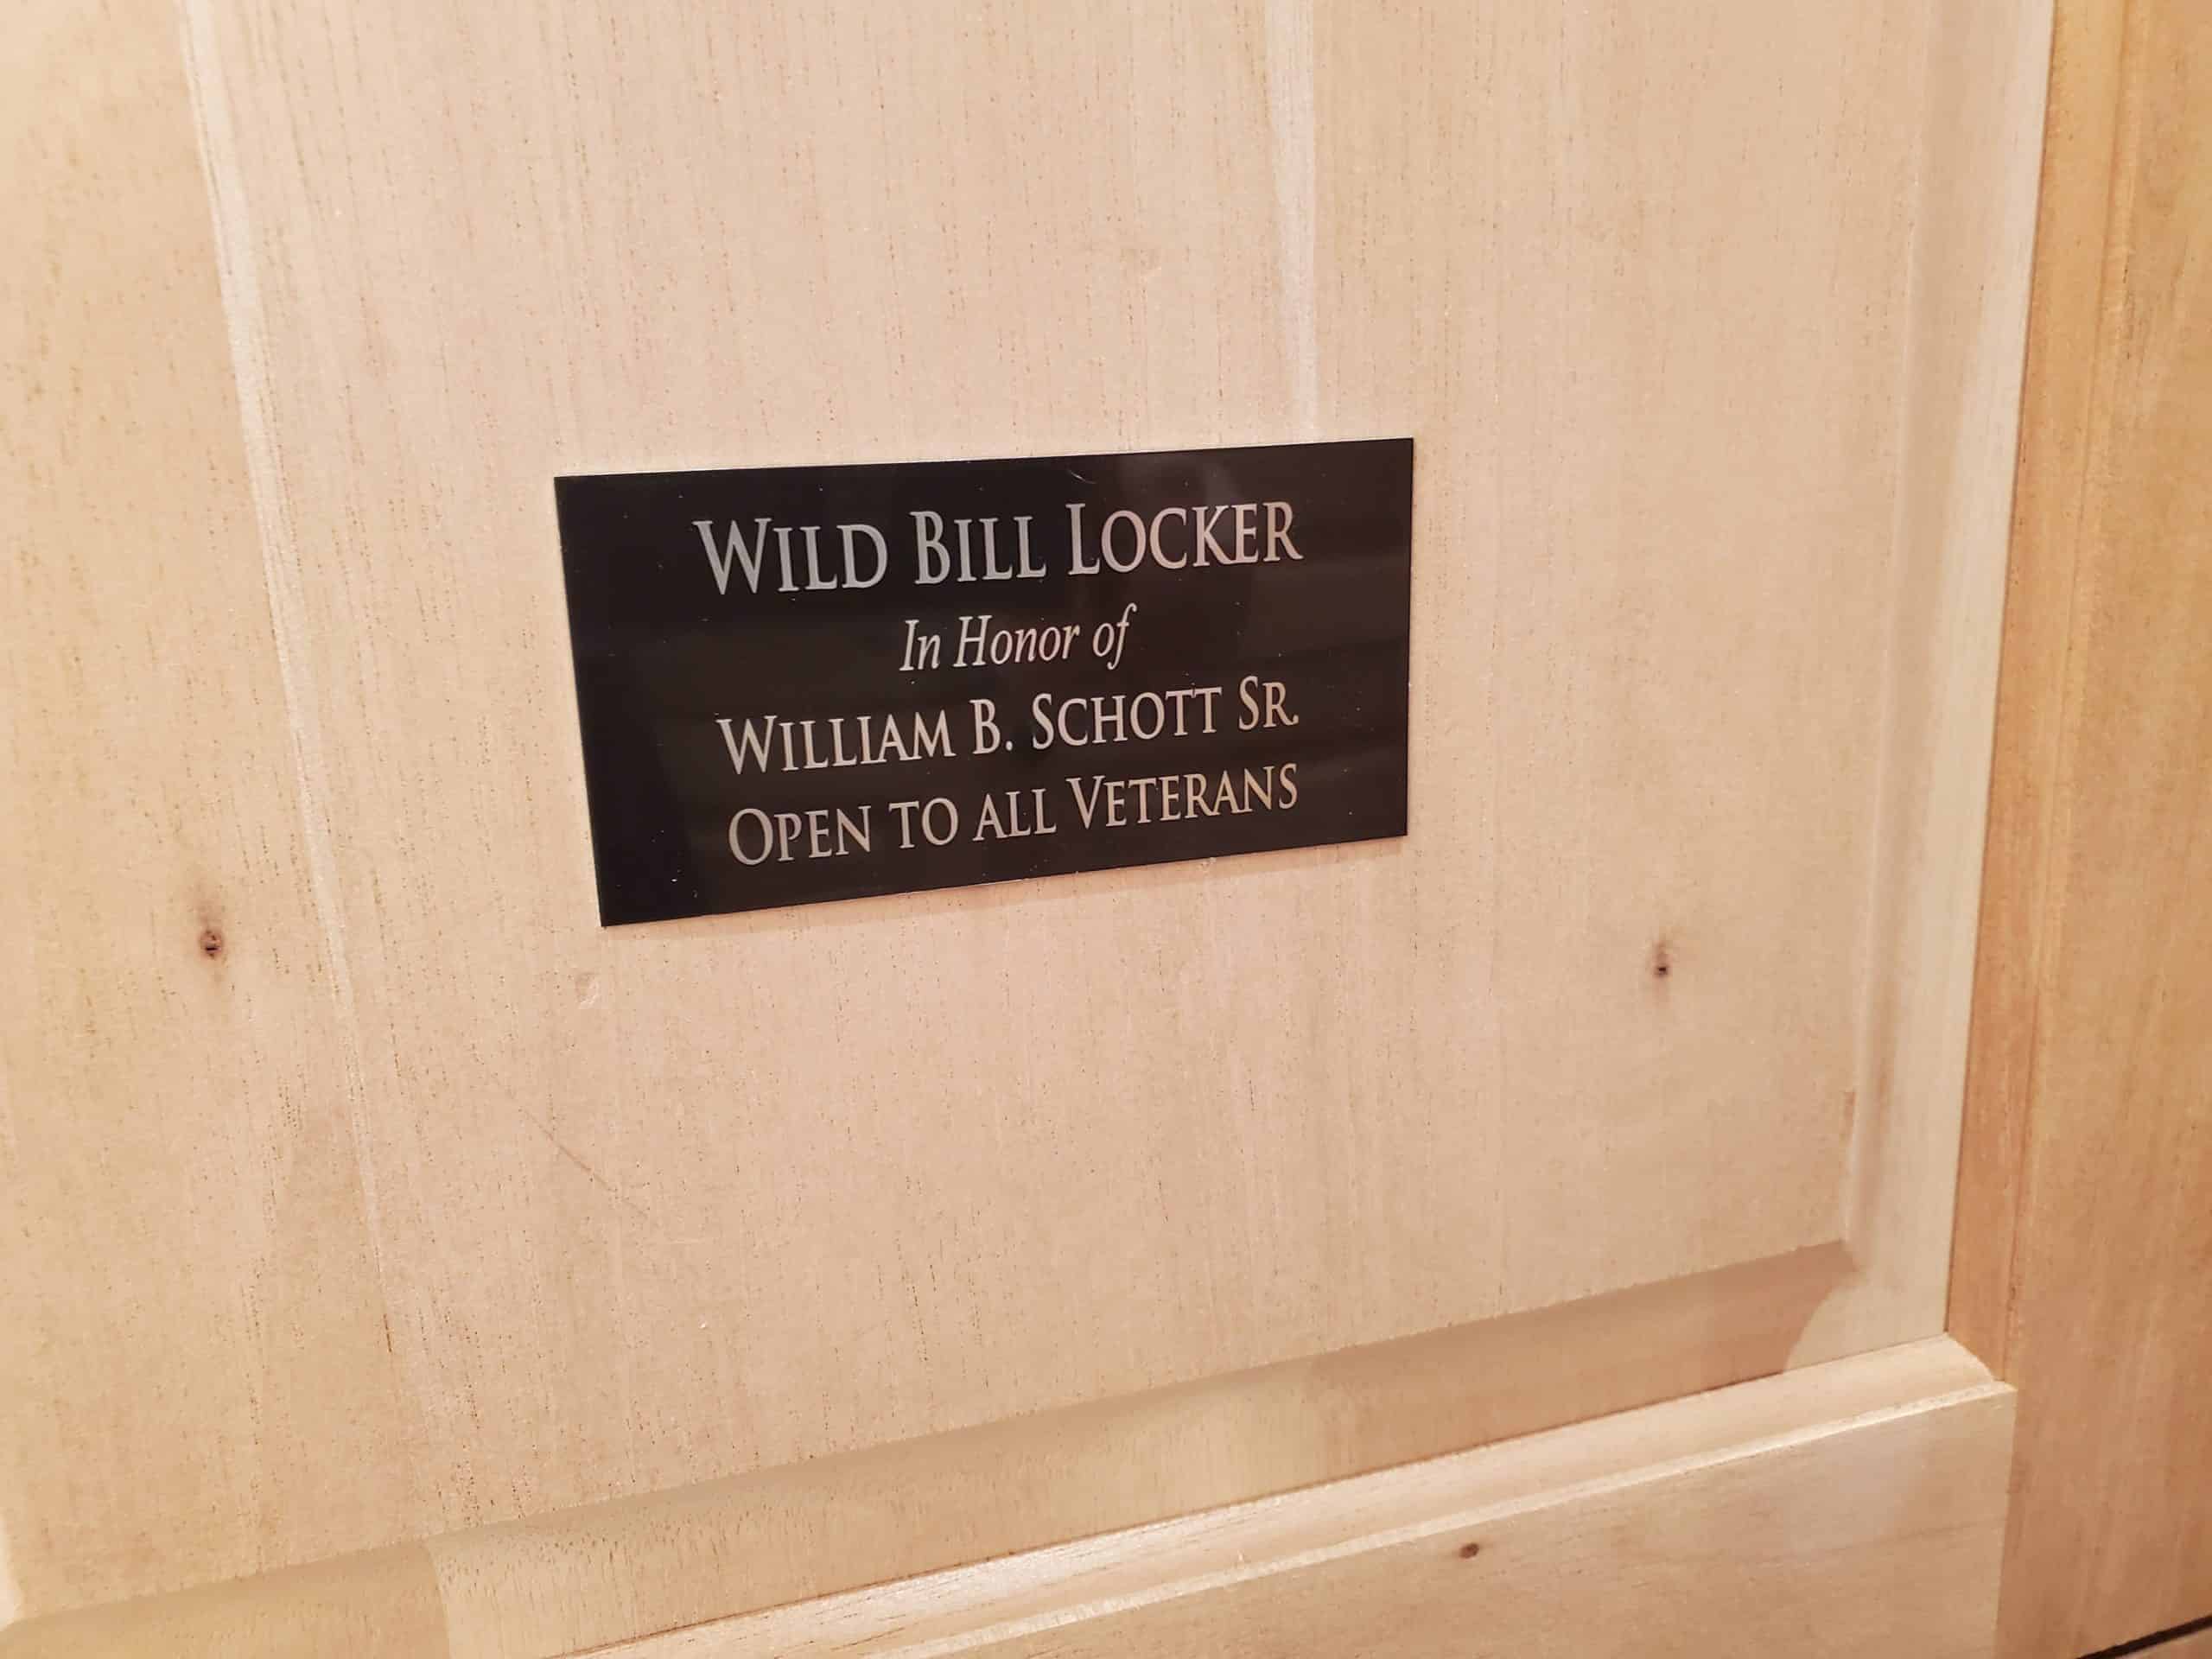 WILD BILL LOCKER
In Honor of
WILLIAM B. SCHOTT SR.
OPEN TO ALL VETERANS